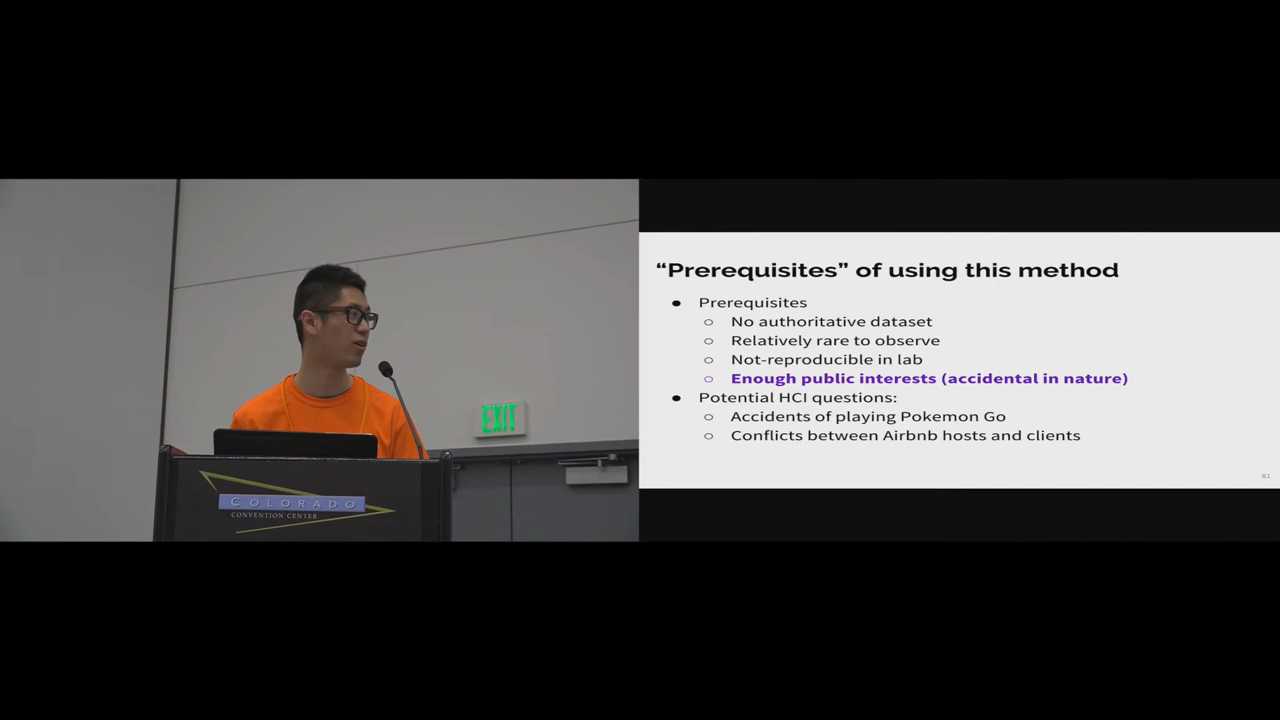 EXIT
COLORADO
CONVENTION CENTER
“Prerequisites” of using this method
● Prerequisites
○ No authoritative dataset
○ Relatively rare to observe
○ Not-reproducible in lab
○ Enough public interests (accidental in nature)
● Potential HCI questions:
○ Accidents of playing Pokemon Go
○ Conflicts between Airbnb hosts and clients
81